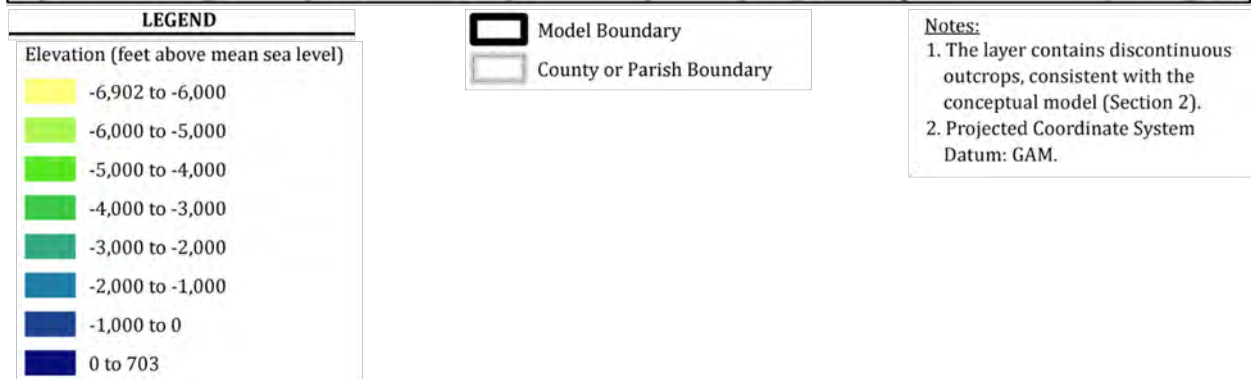 LEGEND
Elevation (feet above mean sea level)
-6,902 to -6,000
-6,000 to -5,000
-5,000 to -4,000
-4,000 to -3,000
-3,000 to -2,000
-2,000 to -1,000
-1,000 to 0
0 to 703
Model Boundary
County or Parish Boundary
Notes:
1. The layer contains discontinuous
outcrops, consistent with the
conceptual model (Section 2).
2. Projected Coordinate System
Datum: GAM.